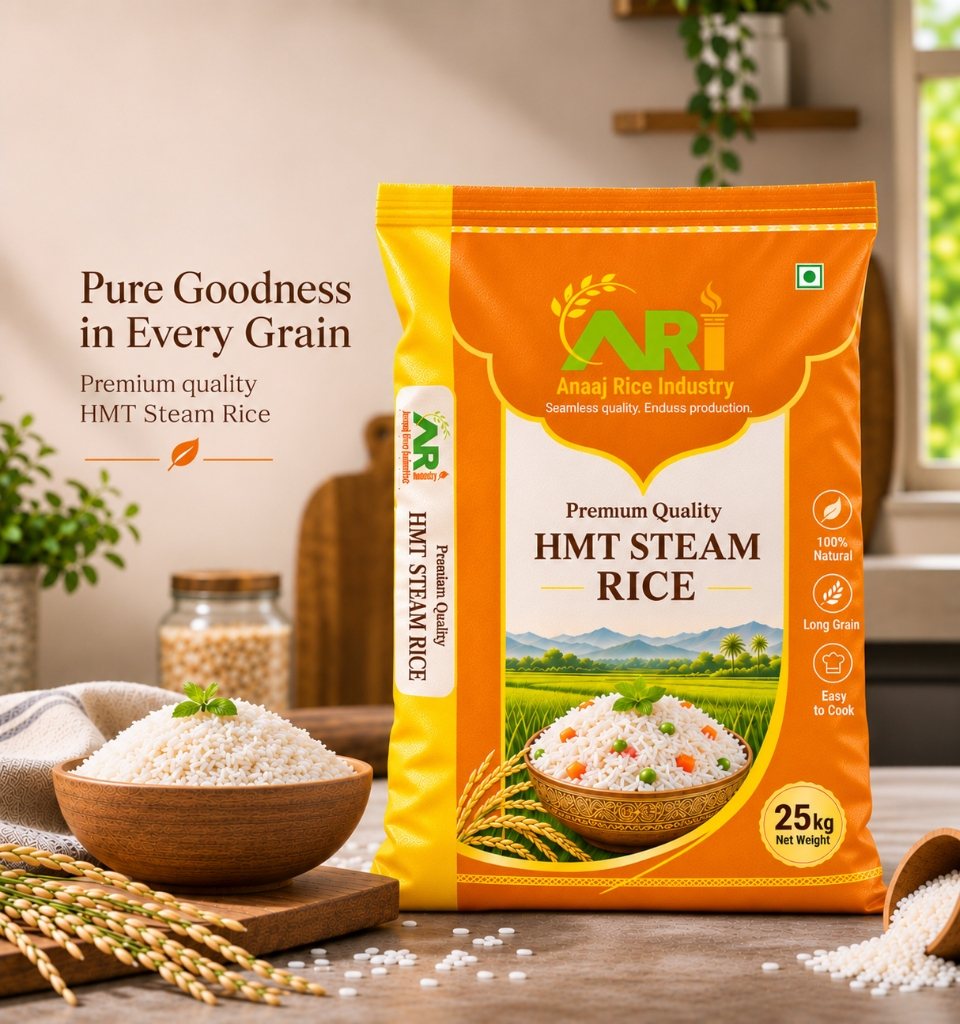 Pure Goodness
in Every Grain
Premium quality
HMT Steam Rice
ARi
Anaaj Rice Industry
Seamless quality. Enduss production.
Premium Quality
HMT STEAM
RICE
100%
Natural
Long Grain
Easy
to Cook
25kg
Net Weight
ARi
Premium Quality
HMT STEAM RICE